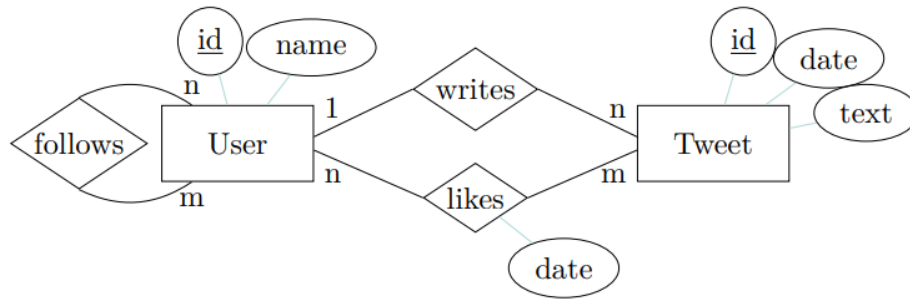 id
name
id
date
text
n
1
writes
n
follows
User
Tweet
m
n
likes
m
date